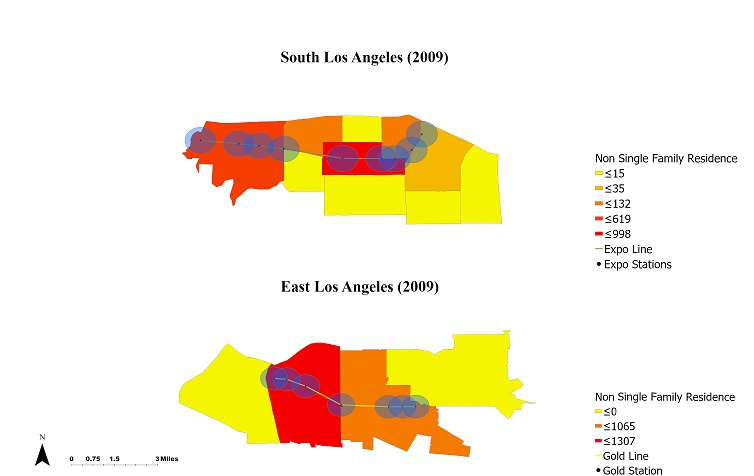 South Los Angeles (2009)
Non Single Family Residence
≤15
≤35
≤132
≤619
≤998
Expo Line
Expo Stations
East Los Angeles (2009)
Non Single Family Residence
≤0
≤1065
≤1307
Gold Line
Gold Station
N
0 0.75 1.5 3 Miles